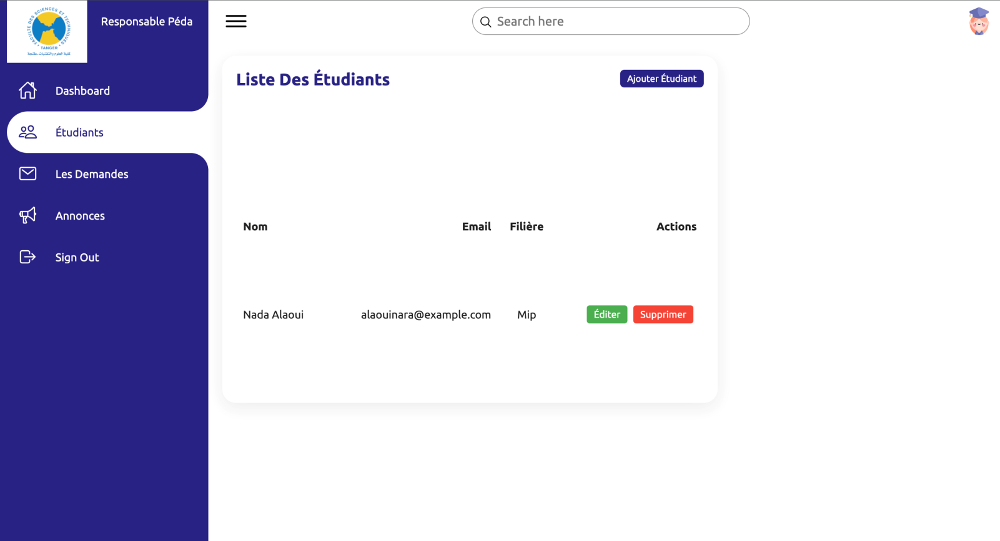 FACULTE DES SCIENCES ET TECHNIQUES
TANGER
كلية العلوم والتقنيات - طنجة
Responsable Péda
Search here
Dashboard
Étudiants
Les Demandes
Annonces
Sign Out
Liste Des Étudiants
Ajouter Étudiant
Nom Email Filière Actions
Nada Alaoui alaouinara@example.com Mip Éditer Supprimer